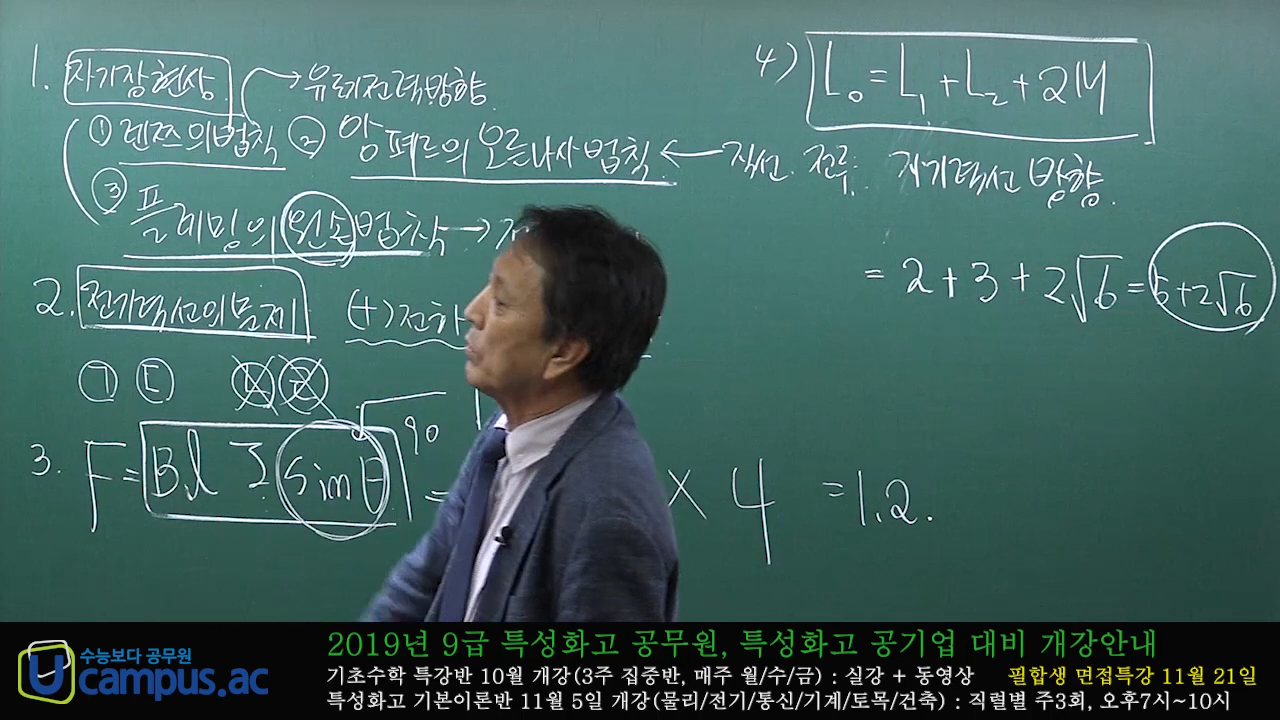 1. 자기장현상 → 유도전력방향
① 렌쯔의법칙 ② 앙페르의 오른나사법칙 ← 직선. 전류. 자기력선 방향.
③ 플레밍의 왼손법칙 →
2. 전기력선의문제 (+)전하
㉠ ㉢ ㉡ ㉣
3. F = B.l I sinθ 90 = × 4 = 1.2.
4) L₀ = L₁ + L₂ + 2M
= 2 + 3 + 2√6 = 5+2√6
수능보다 공무원
Ucampus.ac
2019년 9급 특성화고 공무원, 특성화고 공기업 대비 개강안내
기초수학 특강반 10월 개강(3주 집중반, 매주 월/수/금) : 실강 + 동영상 필합생 면접특강 11월 21일
특성화고 기본이론반 11월 5일 개강(물리/전기/통신/기계/토목/건축) : 직렬별 주3회, 오후7시~10시